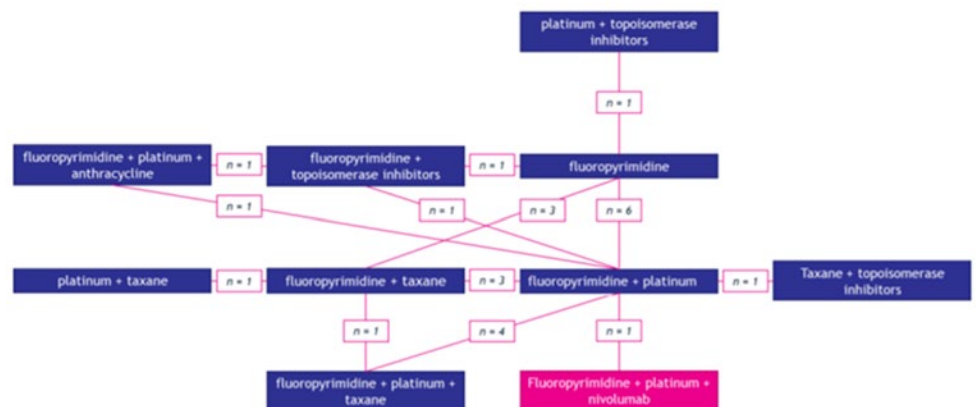 platinum + topoisomerase
inhibitors
n = 1
fluoropyrimidine + platinum +
anthracycline
n = 1
fluoropyrimidine +
topoisomerase inhibitors
n = 1
fluoropyrimidine
n = 1
n = 1
n = 3
n = 6
platinum + taxane
n = 1
fluoropyrimidine + taxane
n = 3
fluoropyrimidine + platinum
n = 1
Taxane + topoisomerase
inhibitors
n = 1
n = 4
n = 1
fluoropyrimidine + platinum +
taxane
Fluoropyrimidine + platinum +
nivolumab